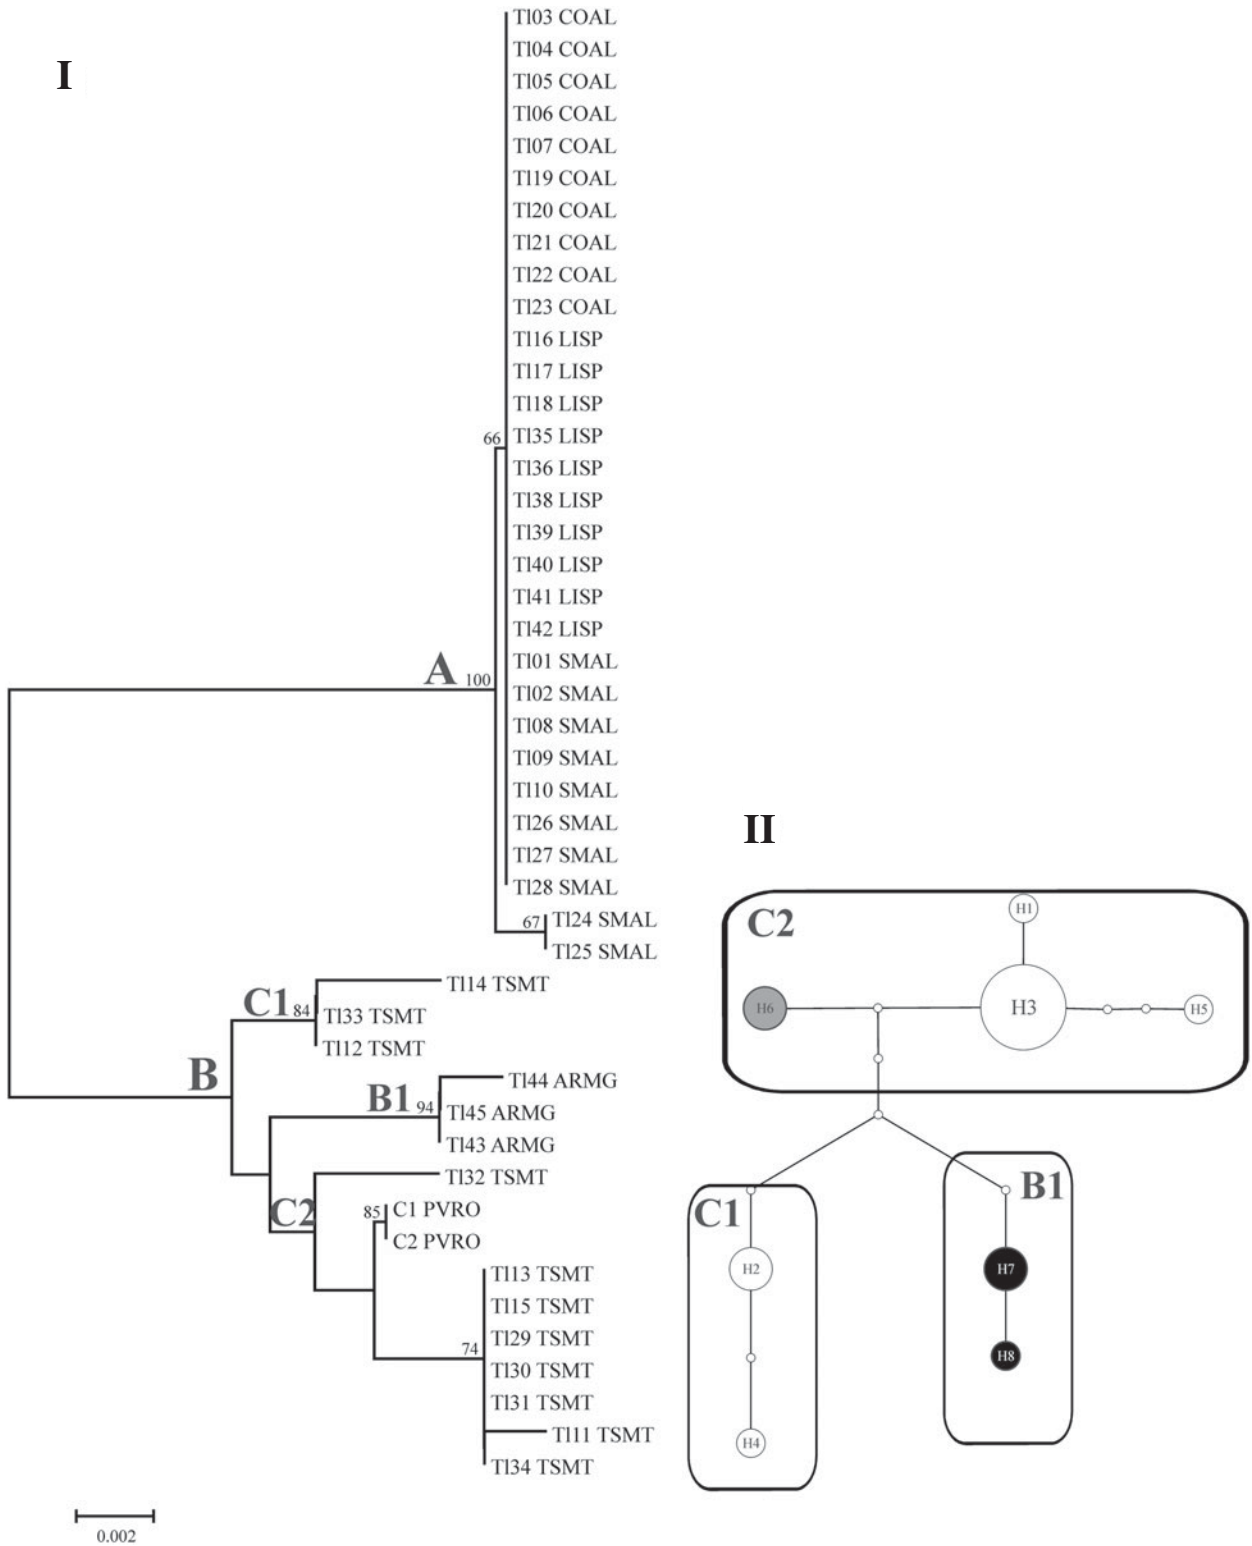 I
Tl03 COAL
Tl04 COAL
Tl05 COAL
Tl06 COAL
Tl07 COAL
Tl19 COAL
Tl20 COAL
Tl21 COAL
Tl22 COAL
Tl23 COAL
Tl16 LISP
Tl17 LISP
Tl18 LISP
66
Tl35 LISP
Tl36 LISP
Tl38 LISP
Tl39 LISP
Tl40 LISP
Tl41 LISP
Tl42 LISP
Tl01 SMAL
A 100
Tl02 SMAL
Tl08 SMAL
Tl09 SMAL
Tl10 SMAL
Tl26 SMAL
Tl27 SMAL
Tl28 SMAL
67 Tl24 SMAL
Tl25 SMAL
Tl14 TSMT
C1 84
Tl33 TSMT
Tl12 TSMT
B
Tl44 ARMG
B1 94
Tl45 ARMG
Tl43 ARMG
Tl32 TSMT
C2
85 C1 PVRO
C2 PVRO
Tl13 TSMT
Tl15 TSMT
Tl29 TSMT
74
Tl30 TSMT
Tl31 TSMT
Tl11 TSMT
Tl34 TSMT
0.002
II
C2
H1
H6
H3
H5
C1
H2
H4
B1
H7
H8